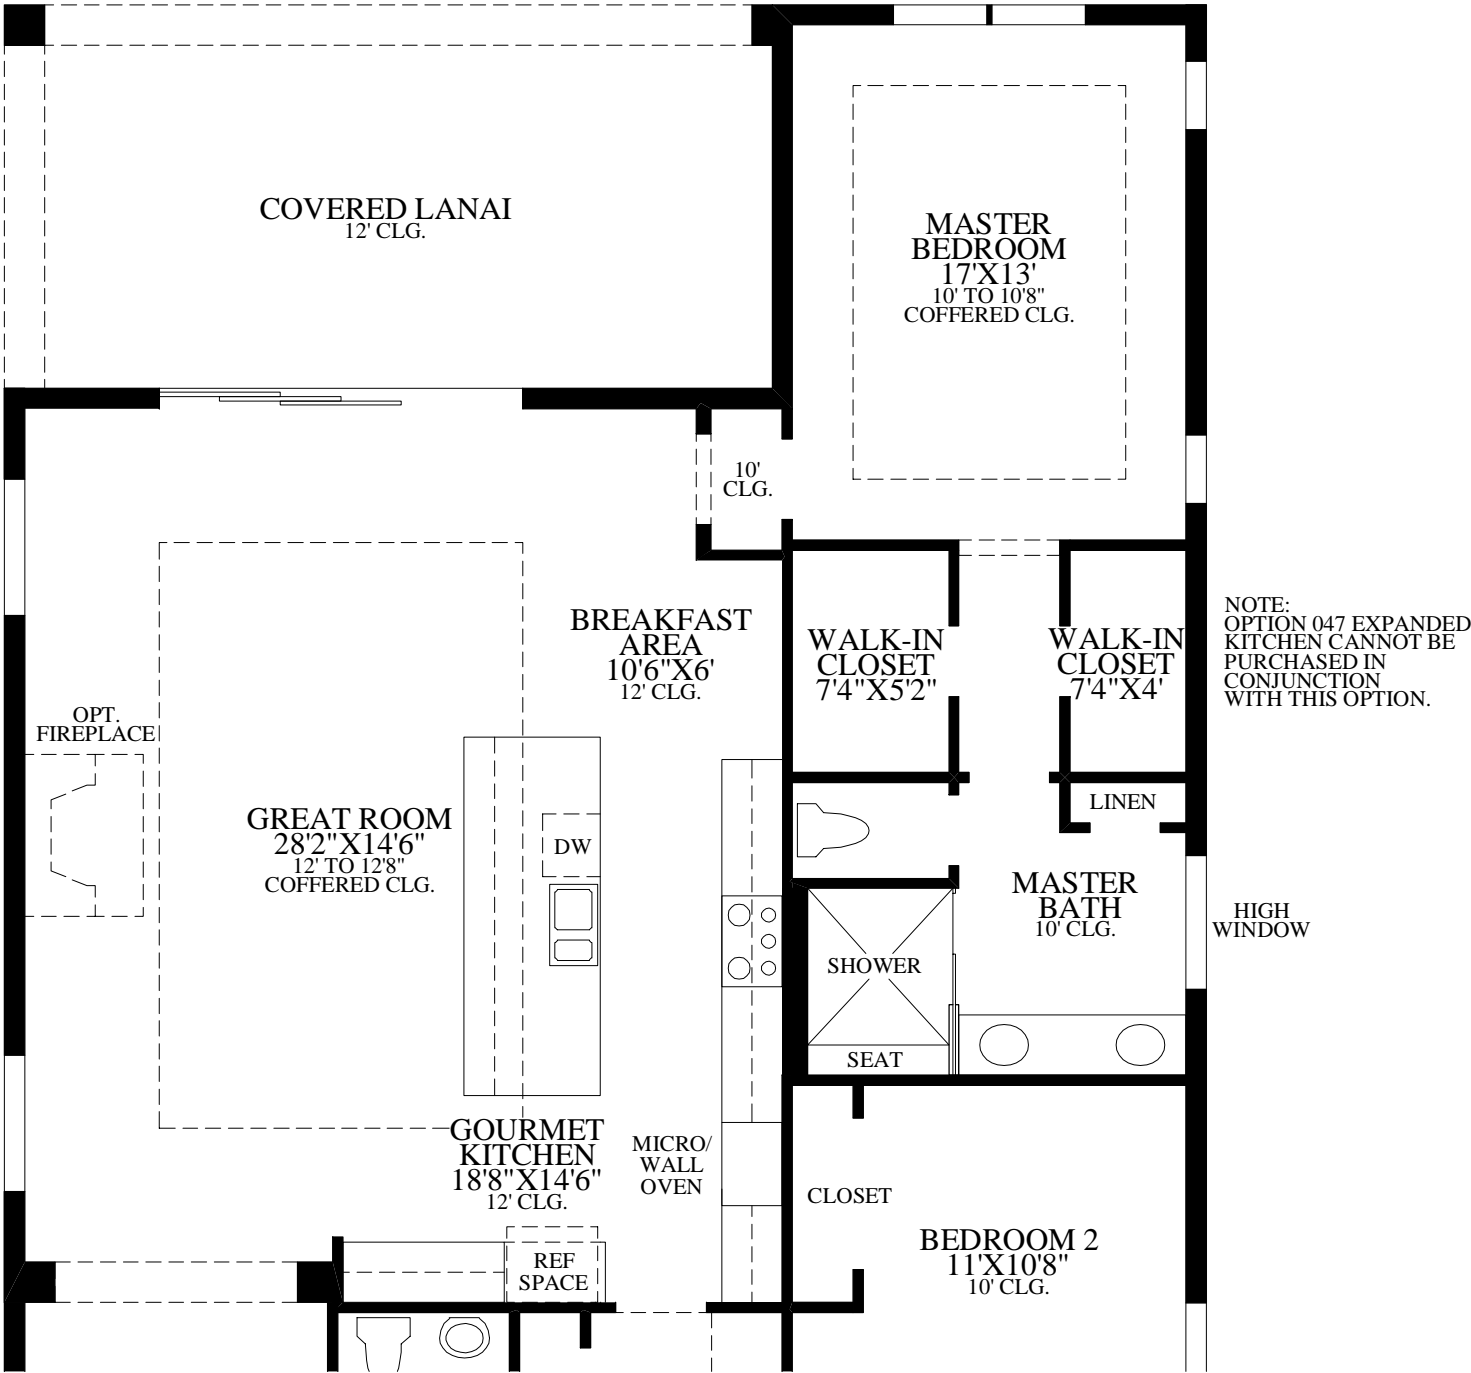 COVERED LANAI
12' CLG.
MASTER
BEDROOM
17'X13'
10' TO 10'8"
COFFERED CLG.
10'
CLG.
BREAKFAST
AREA
10'6"X6'
12' CLG.
WALK-IN
CLOSET
7'4"X5'2"
WALK-IN
CLOSET
7'4"X4'
NOTE:
OPTION 047 EXPANDED
KITCHEN CANNOT BE
PURCHASED IN
CONJUNCTION
WITH THIS OPTION.
OPT.
FIREPLACE
GREAT ROOM
28'2"X14'6"
12' TO 12'8"
COFFERED CLG.
DW
LINEN
MASTER
BATH
10' CLG.
HIGH
WINDOW
SHOWER
SEAT
GOURMET
KITCHEN
18'8"X14'6"
12' CLG.
MICRO/
WALL
OVEN
CLOSET
BEDROOM 2
11'X10'8"
10' CLG.
REF
SPACE